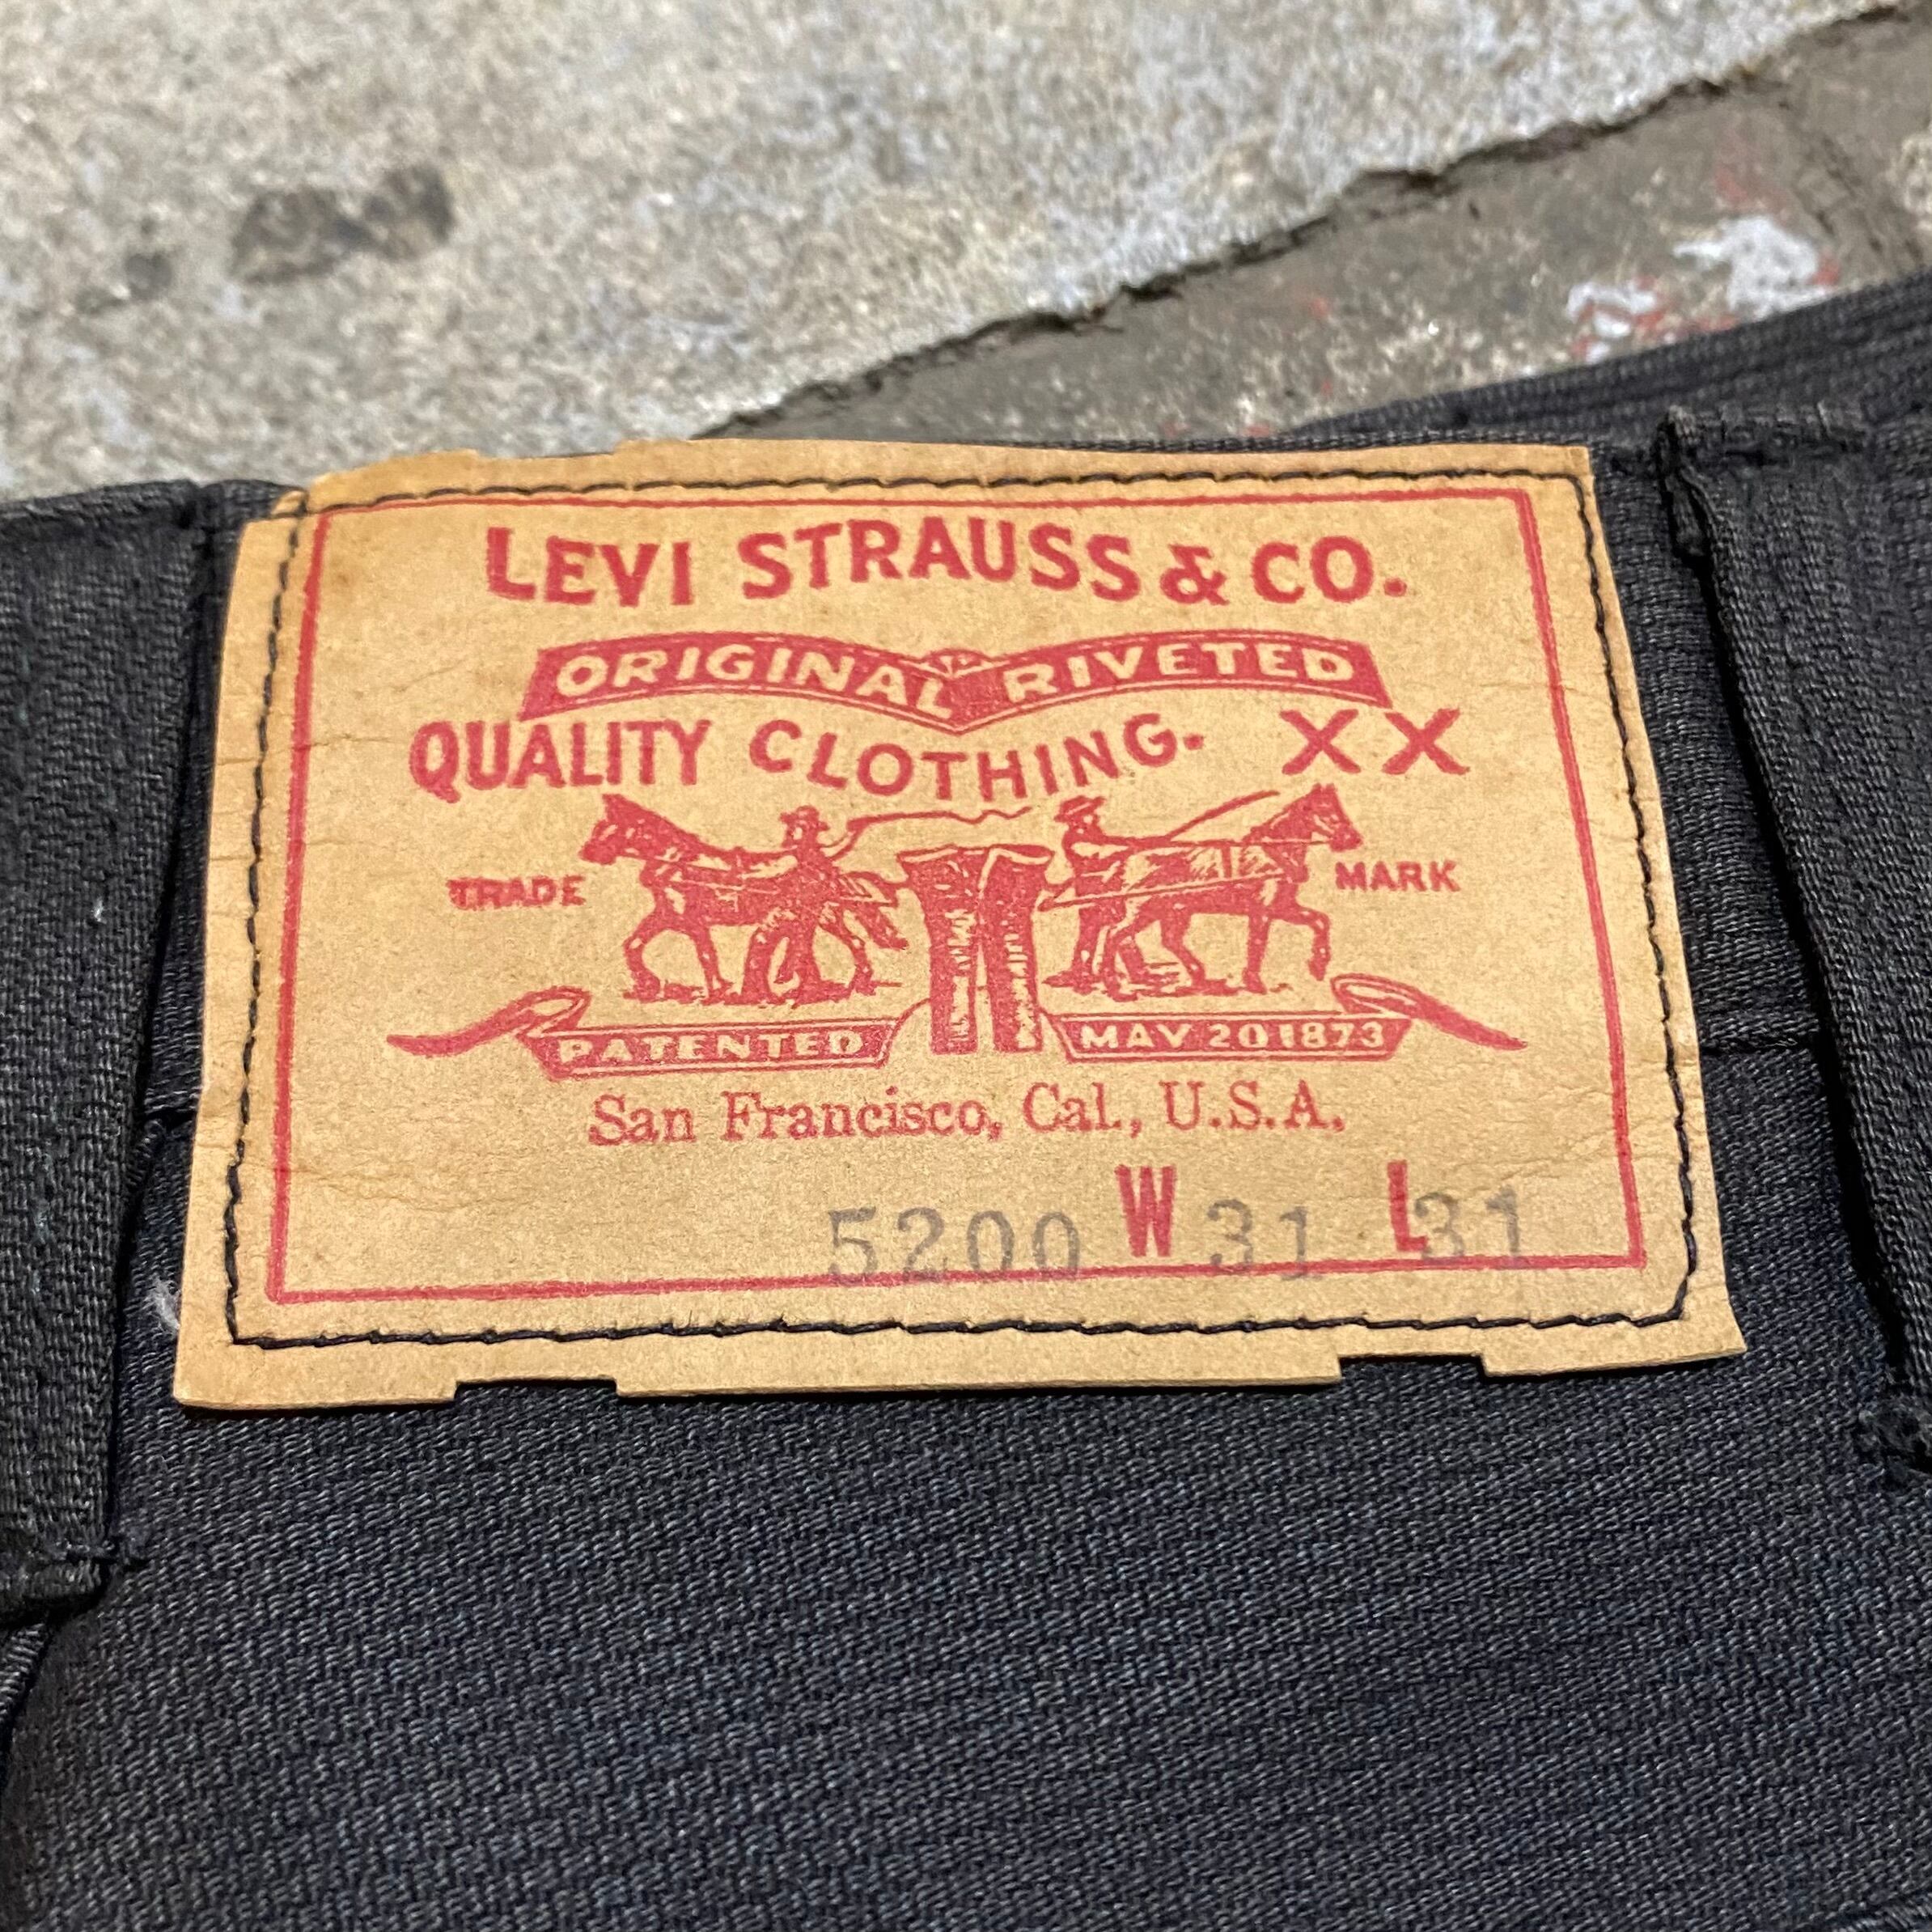 LEVI STRAUSS & CO.
ORIGINAL RIVETED
QUALITY CLOTHING. XX
TRADE MARK
PATENTED MAY 20 1873
San Francisco, Cal., U.S.A.
5200 W 31 L 31